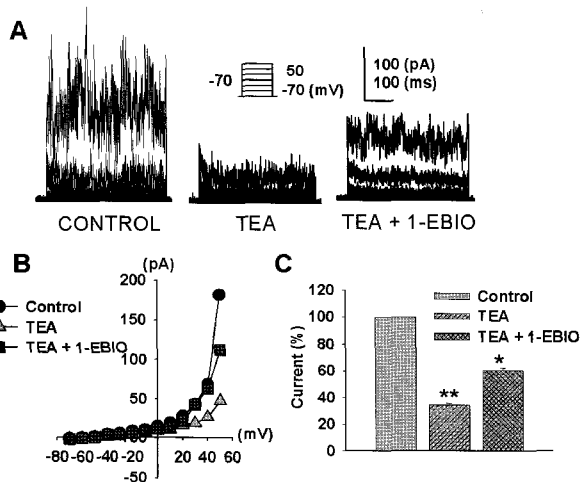 A
-70
50
-70 (mV)
100 (pA)
100 (ms)
CONTROL
TEA
TEA + 1-EBIO
B
(pA)
200
150
100
50
00
-50
-80 -60 -40 -20 0 20 40 60
(mV)
Control
TEA
TEA + 1-EBIO
C
Current (%)
120
100
80
60
40
20
0
Control
TEA
TEA + 1-EBIO
**
*